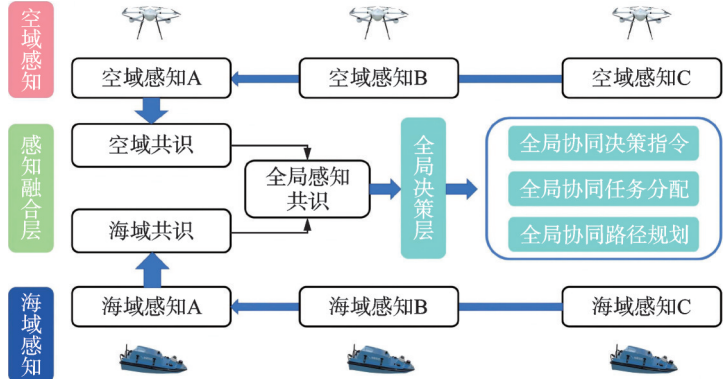 空域感知
空域感知A
空域感知B
空域感知C
感知融合层
空域共识
海域共识
全局感知
共识
全局决策层
全局协同决策指令
全局协同任务分配
全局协同路径规划
海域感知
海域感知A
海域感知B
海域感知C